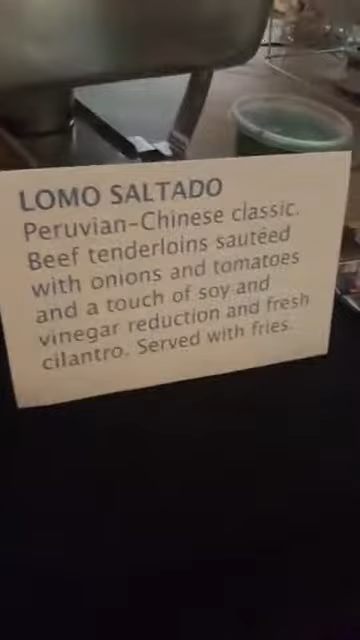 LOMO SALTADO
Peruvian-Chinese classic.
Beef tenderloins sautéed
with onions and tomatoes
and a touch of soy and
vinegar reduction and fresh
cilantro. Served with fries.